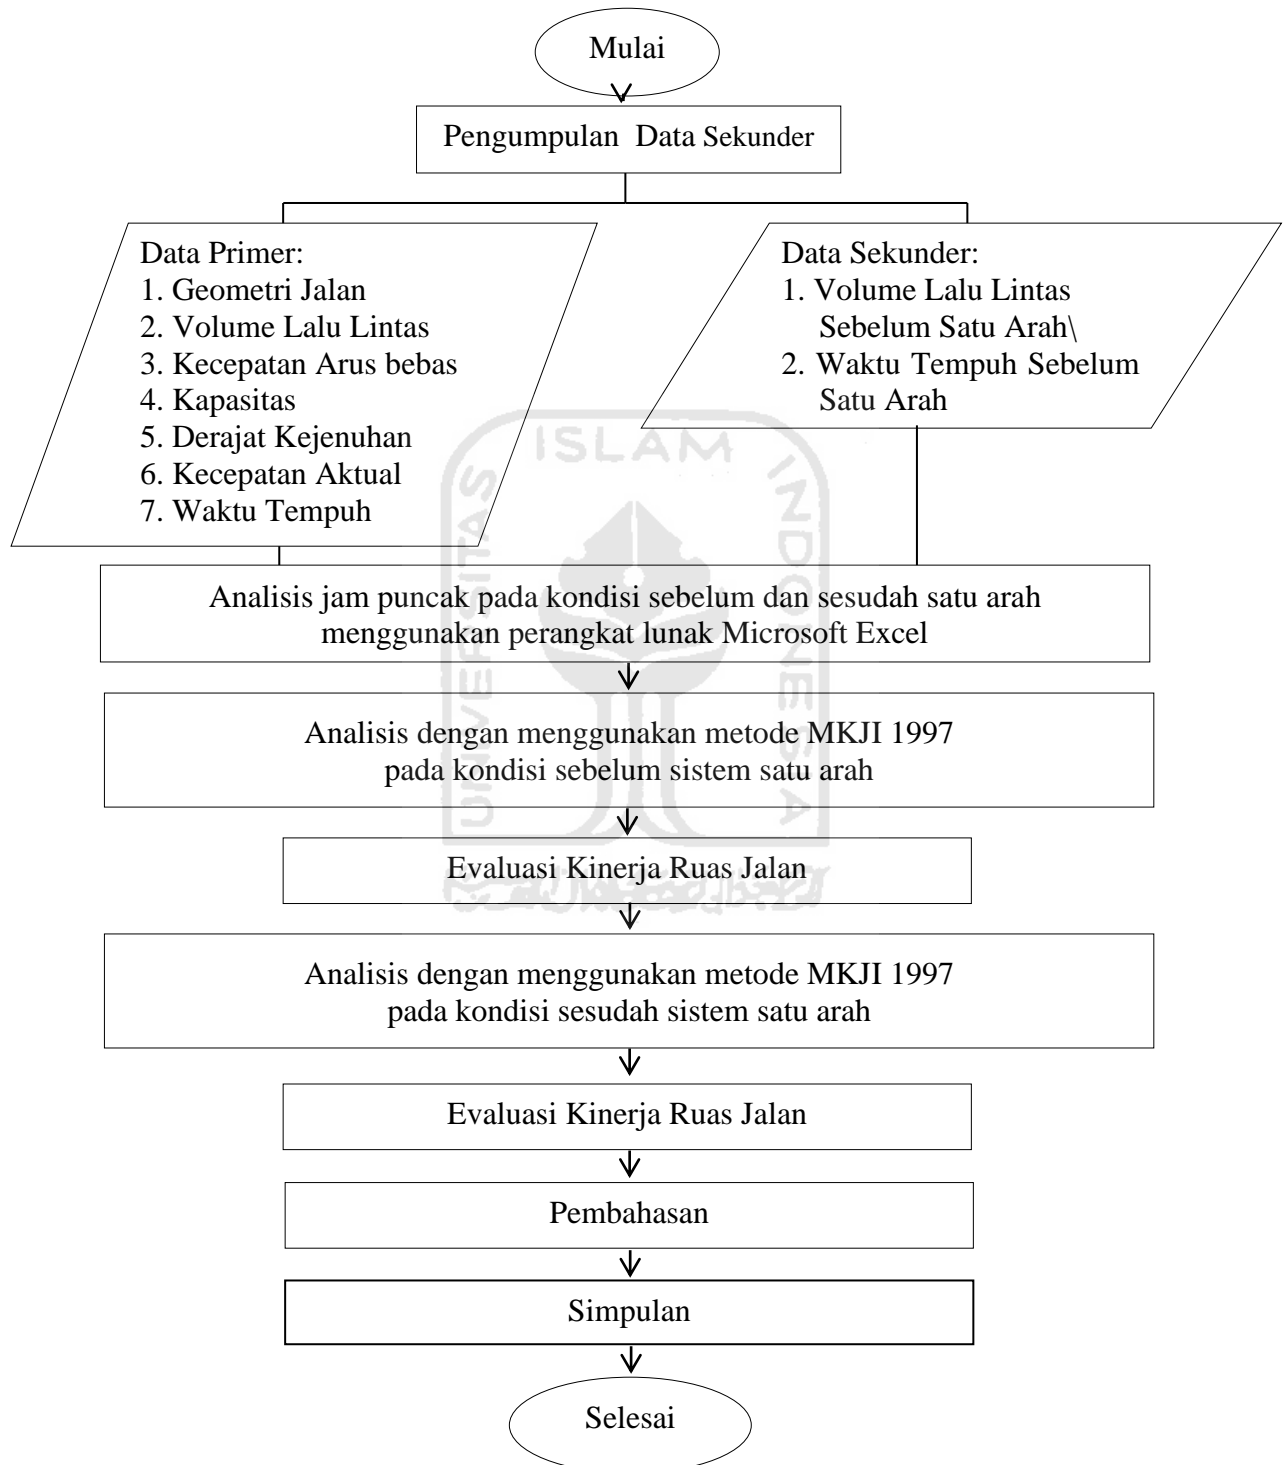 Mulai
Pengumpulan Data Sekunder
Data Primer:
1. Geometri Jalan
2. Volume Lalu Lintas
3. Kecepatan Arus bebas
4. Kapasitas
5. Derajat Kejenuhan
6. Kecepatan Aktual
7. Waktu Tempuh
Data Sekunder:
1. Volume Lalu Lintas
Sebelum Satu Arah\
2. Waktu Tempuh Sebelum
Satu Arah
UNIVERSITAS
ISLAM
INDONESIA
Analisis jam puncak pada kondisi sebelum dan sesudah satu arah
menggunakan perangkat lunak Microsoft Excel
Analisis dengan menggunakan metode MKJI 1997
pada kondisi sebelum sistem satu arah
Evaluasi Kinerja Ruas Jalan
Analisis dengan menggunakan metode MKJI 1997
pada kondisi sesudah sistem satu arah
Evaluasi Kinerja Ruas Jalan
Pembahasan
Simpulan
Selesai